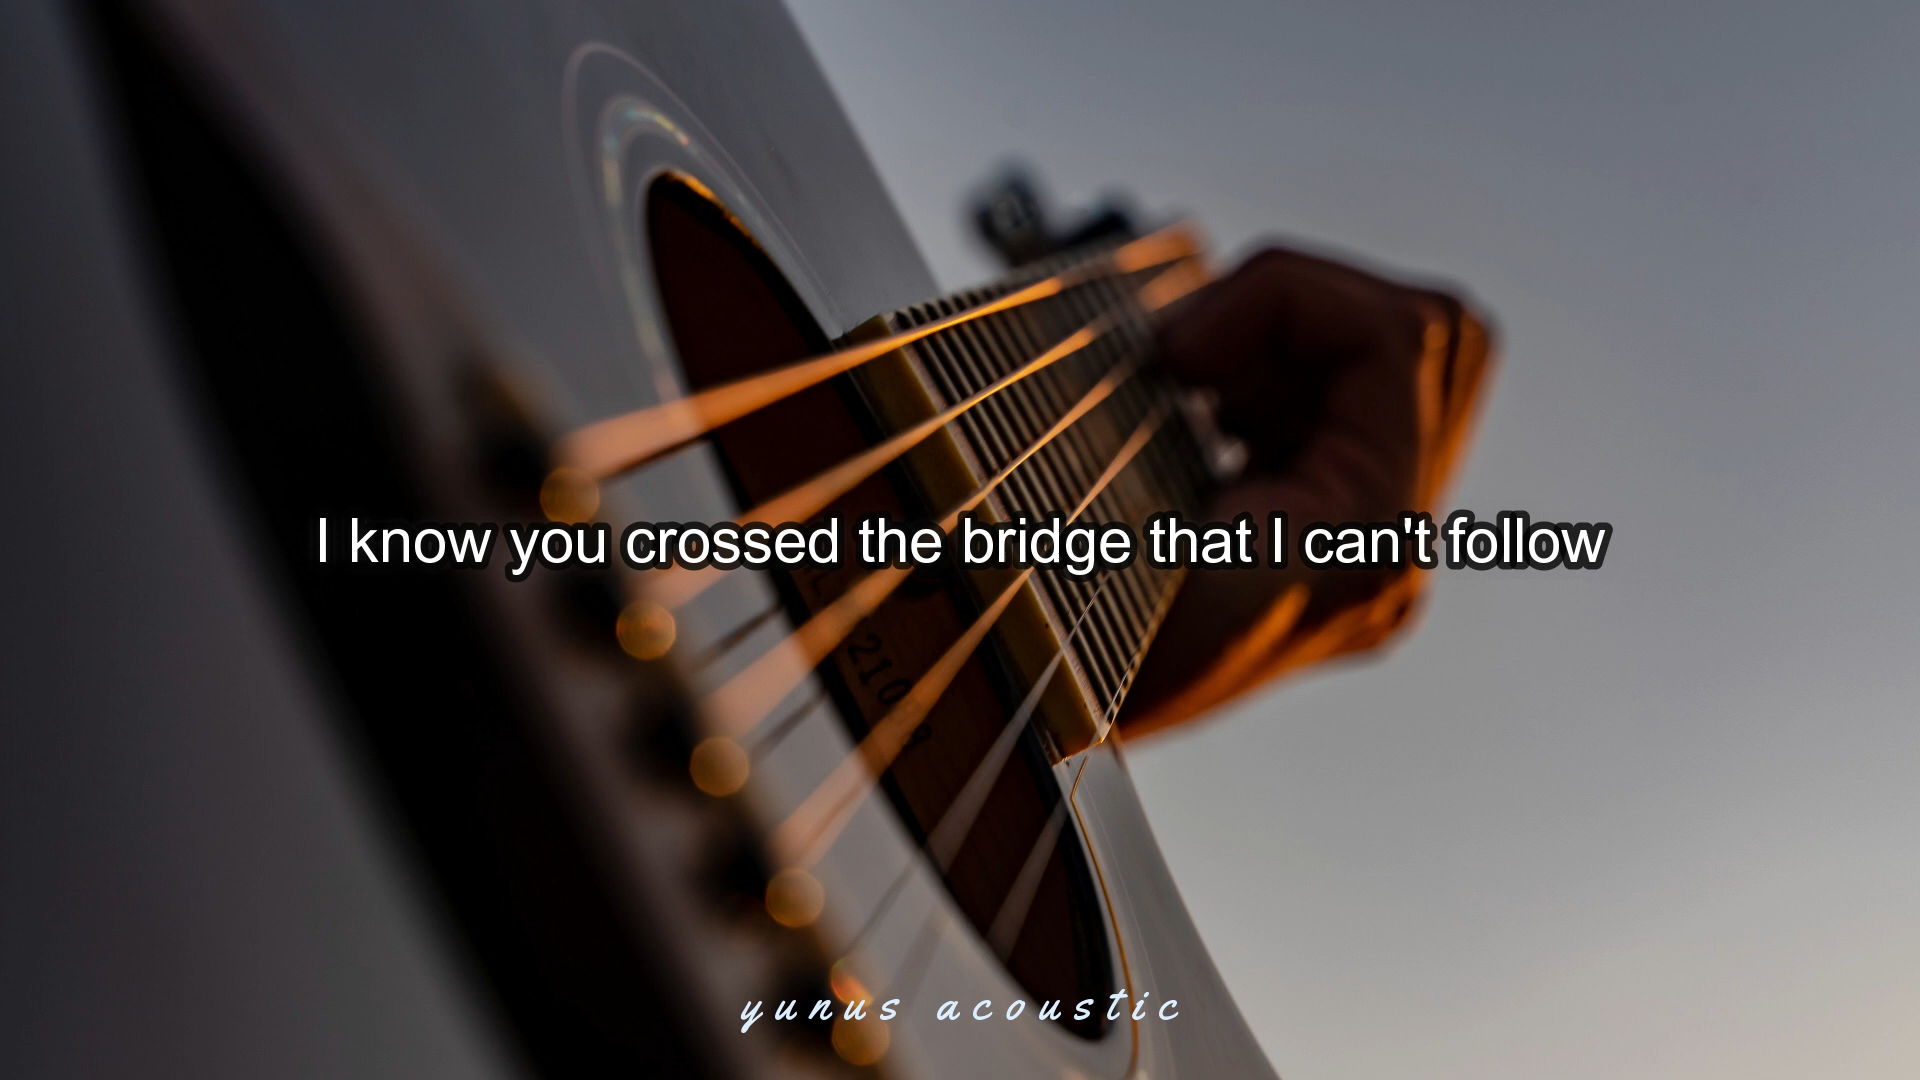 I know you crossed the bridge that I can't follow
yunus acoustic